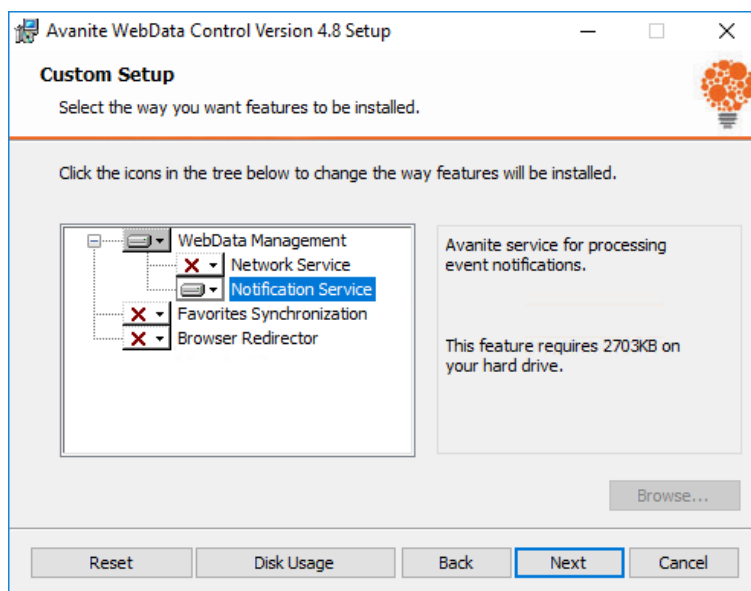 Avanite WebData Control Version 4.8 Setup
Custom Setup
Select the way you want features to be installed.
Click the icons in the tree below to change the way features will be installed.
WebData Management
Network Service
Notification Service
Favorites Synchronization
Browser Redirector
Avanite service for processing
event notifications.
This feature requires 2703KB on
your hard drive.
Browse...
Reset
Disk Usage
Back
Next
Cancel